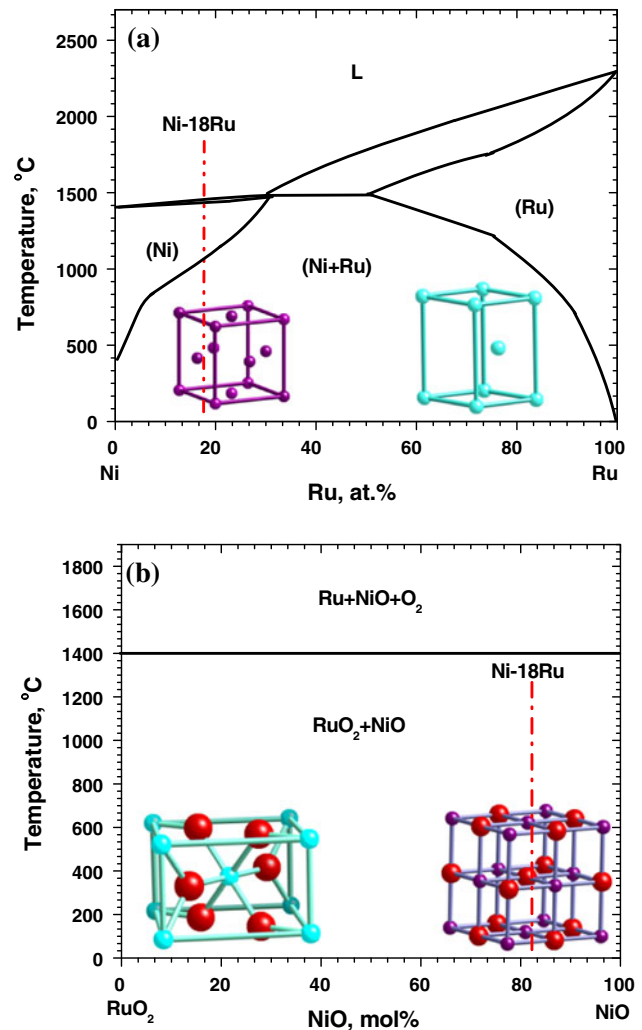 (a)
2500
L
2000
Ni-18Ru
1500
(Ru)
(Ni)
(Ni+Ru)
1000
500
0
Temperature, °C
0 20 40 60 80 100
Ni Ru
Ru, at.%
(b)
1800
Ru+NiO+O₂
1600
1400
Ni-18Ru
1200
RuO₂+NiO
1000
800
600
400
200
0
Temperature, °C
0 20 40 60 80 100
RuO₂ NiO
NiO, mol%